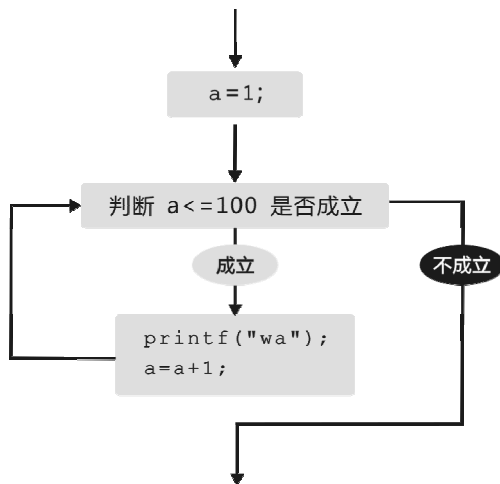 a=1;
判断 a<=100 是否成立
成立
不成立
printf("wa");
a=a+1;